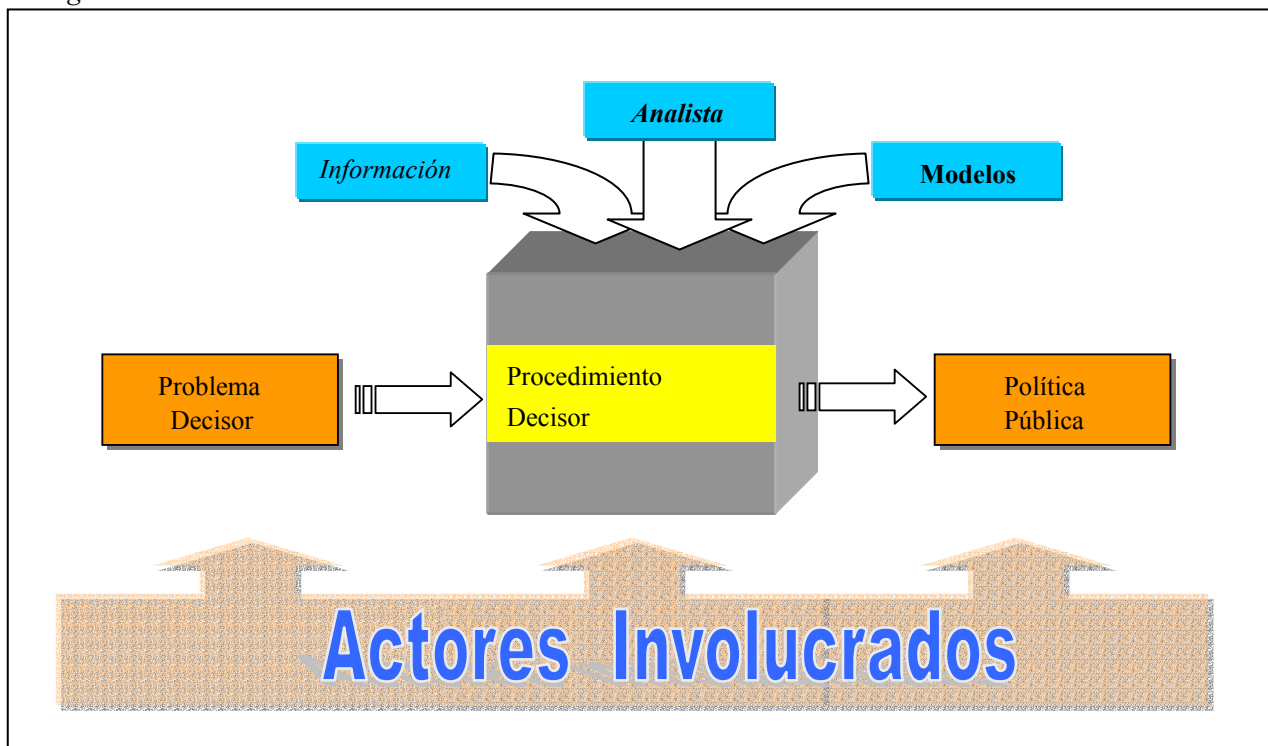 Analista
Información
Modelos
Problema
Decisor
Procedimiento
Decisor
Política
Pública
Actores Involucrados